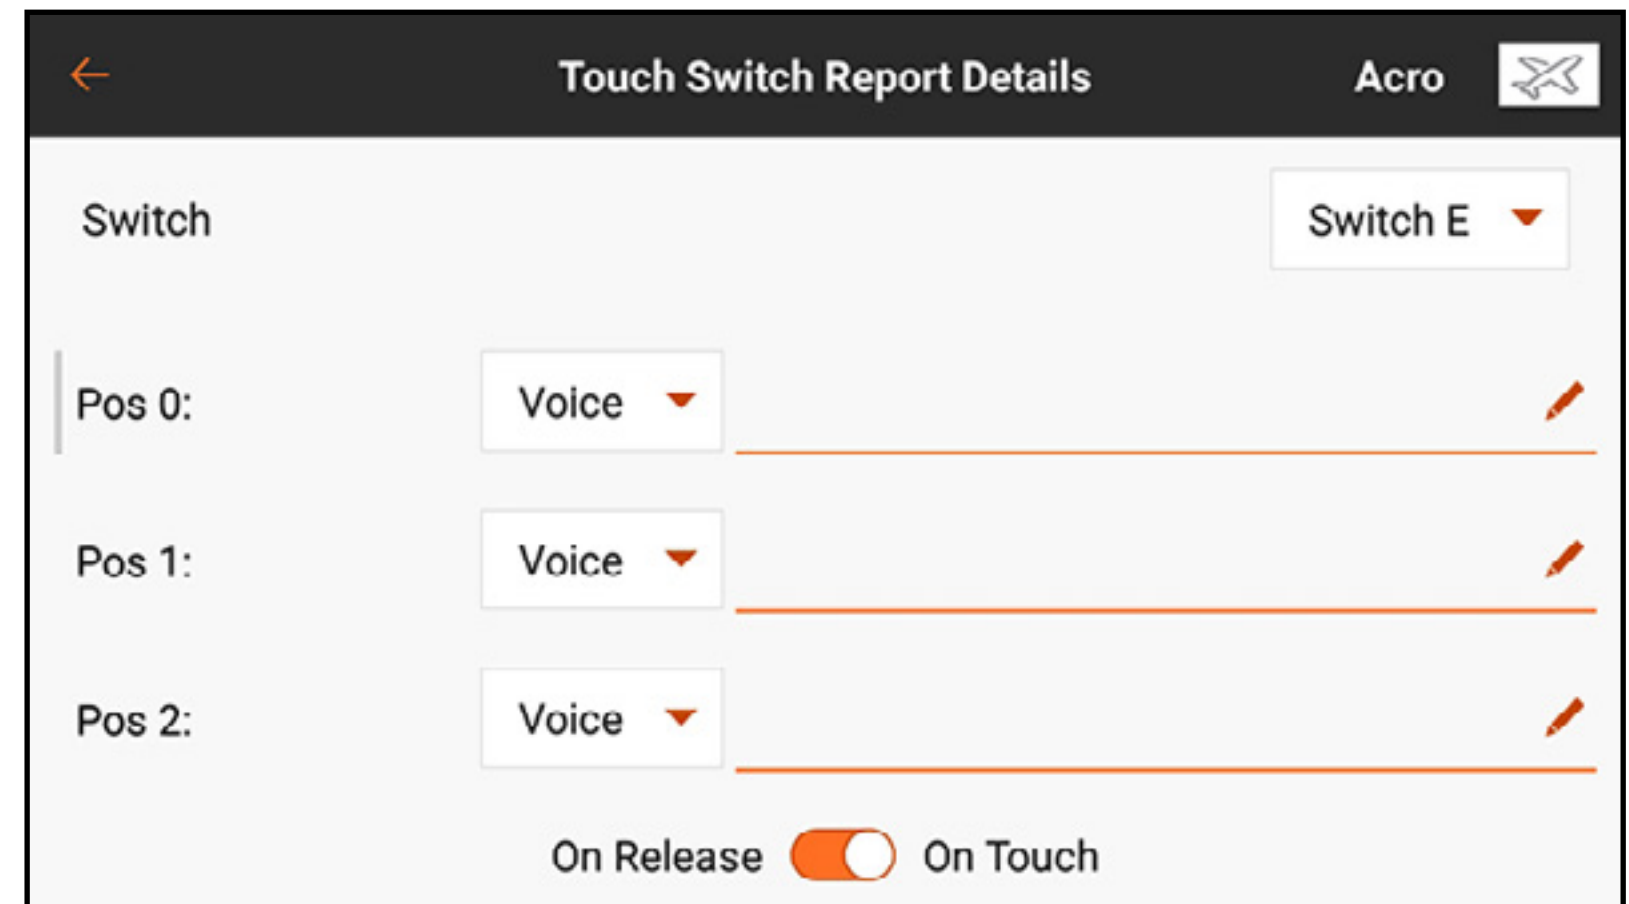 Touch Switch Report Details Acro
Switch Switch E
Pos 0: Voice
Pos 1: Voice
Pos 2: Voice
On Release On Touch